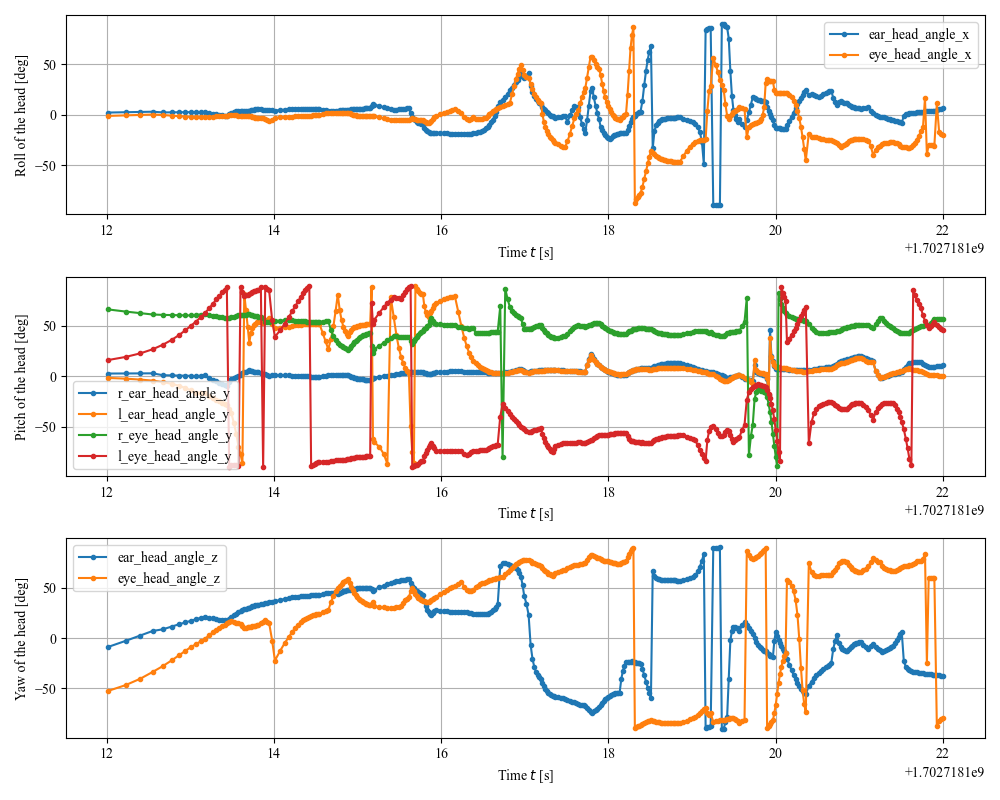 50
0
−50
Roll of the head [deg]
ear_head_angle_x
eye_head_angle_x
12
14
16
18
20
22
Time t [s]
+1.7027181e9
50
0
−50
Pitch of the head [deg]
r_ear_head_angle_y
l_ear_head_angle_y
r_eye_head_angle_y
l_eye_head_angle_y
12
14
16
18
20
22
Time t [s]
+1.7027181e9
50
0
−50
Yaw of the head [deg]
ear_head_angle_z
eye_head_angle_z
12
14
16
18
20
22
Time t [s]
+1.7027181e9